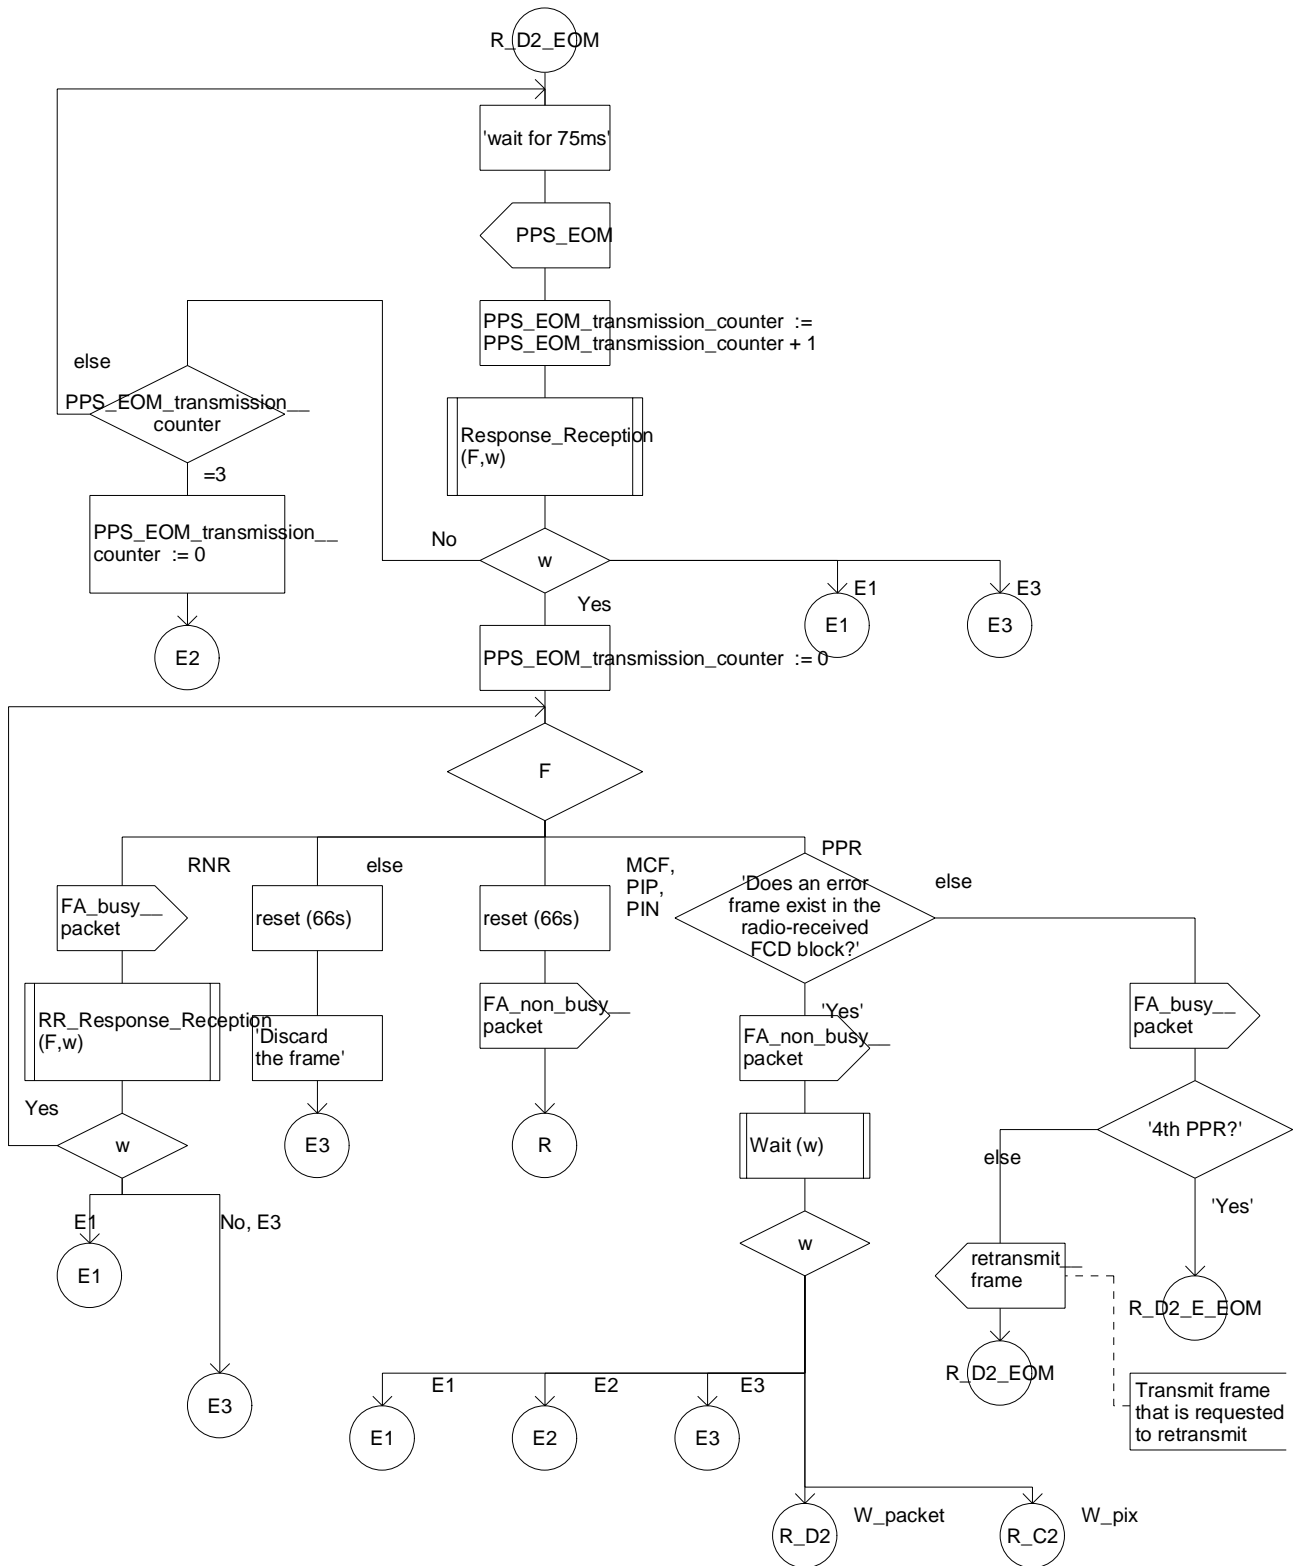 R_D2_EOM
'wait for 75ms'
PPS_EOM
PPS_EOM_transmission_counter :=
PPS_EOM_transmission_counter + 1
else
PPS_EOM_transmission__
counter
Response_Reception
(F,w)
=3
PPS_EOM_transmission__
counter := 0
No
w
Yes
E1
E3
E1
E3
E2
PPS_EOM_transmission_counter := 0
F
RNR
else
MCF,
PIP,
PIN
PPR
'Does an error
frame exist in the
radio-received
FCD block?'
else
FA_busy__
packet
reset (66s)
reset (66s)
RR_Response_Reception
(F,w)
'Discard
the frame'
FA_non_busy__
packet
'Yes'
FA_non_busy__
packet
FA_busy__
packet
Yes
w
E3
R
Wait (w)
'4th PPR?'
else
'Yes'
E1
No, E3
E1
w
retransmit__
frame
R_D2_E_EOM
R_D2_EOM
E3
E1
E2
E3
E1
E2
E3
Transmit frame
that is requested
to retransmit
W_packet
W_pix
R_D2
R_C2